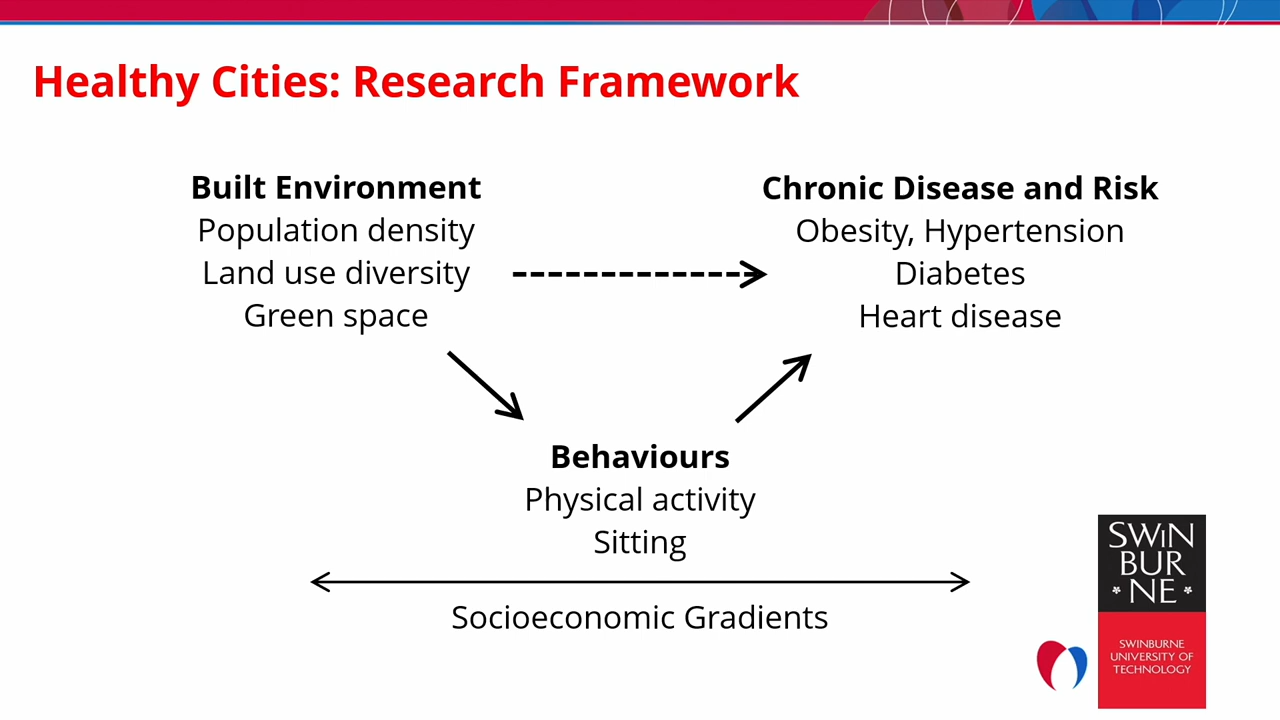 Healthy Cities: Research Framework
Built Environment
Population density
Land use diversity
Green space
Chronic Disease and Risk
Obesity, Hypertension
Diabetes
Heart disease
Behaviours
Physical activity
Sitting
Socioeconomic Gradients
SWIN
BUR
NE
SWINBURNE
UNIVERSITY OF
TECHNOLOGY